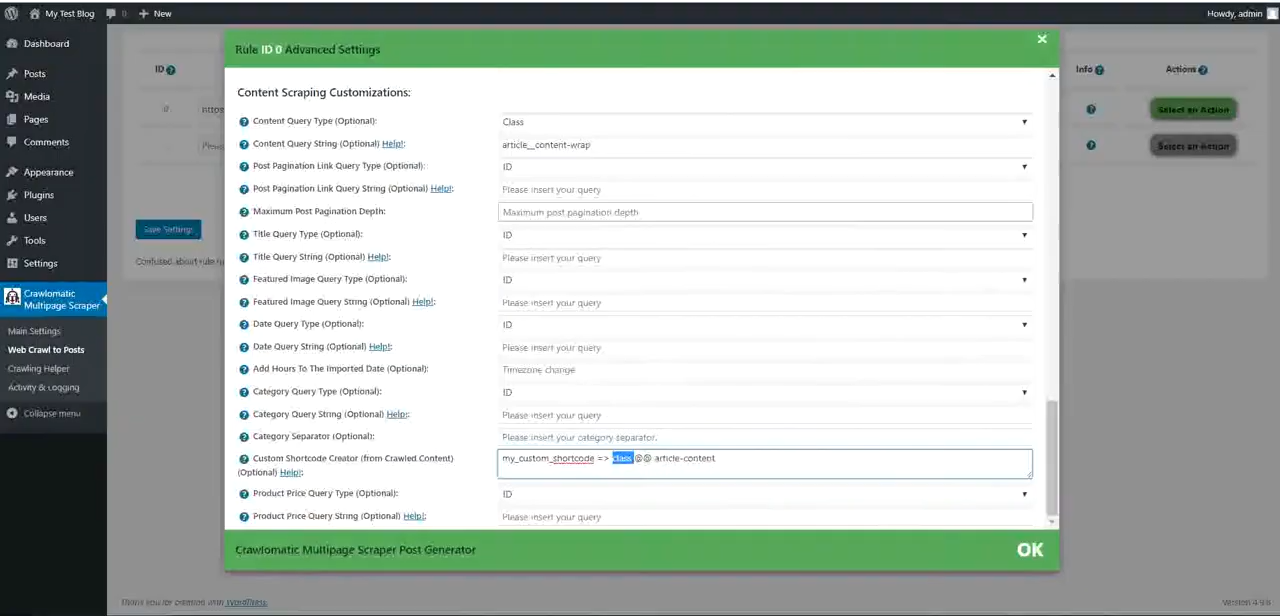 My Test Blog 0 New Howdy, admin
Dashboard
Posts
Media
Pages
Comments
Appearance
Plugins
Users
Tools
Settings
Crawlomatic
Multipage Scraper
Main Settings
Web Crawl to Posts
Crawling Helper
Activity & Logging
Collapse menu
ID
Info
Actions
Select an Action
Select an Action
Save Settings
Rule ID 0 Advanced Settings
Content Scraping Customizations:
Content Query Type (Optional): Class
Content Query String (Optional) Help!: article__content-wrap
Post Pagination Link Query Type (Optional): ID
Post Pagination Link Query String (Optional) Help!: Please insert your query
Maximum Post Pagination Depth: Maximum post pagination depth
Title Query Type (Optional): ID
Title Query String (Optional) Help!: Please insert your query
Featured Image Query Type (Optional): ID
Featured Image Query String (Optional) Help!: Please insert your query
Date Query Type (Optional): ID
Date Query String (Optional) Help!: Please insert your query
Add Hours To The Imported Date (Optional): Timezone change
Category Query Type (Optional): ID
Category Query String (Optional) Help!: Please insert your query
Category Separator (Optional): Please insert your category separator.
Custom Shortcode Creator (from Crawled Content) my_custom_shortcode => class @@ article-content
(Optional) Help!:
Product Price Query Type (Optional): ID
Product Price Query String (Optional) Help!: Please insert your query
Crawlomatic Multipage Scraper Post Generator OK
Thank you for creating with WordPress.